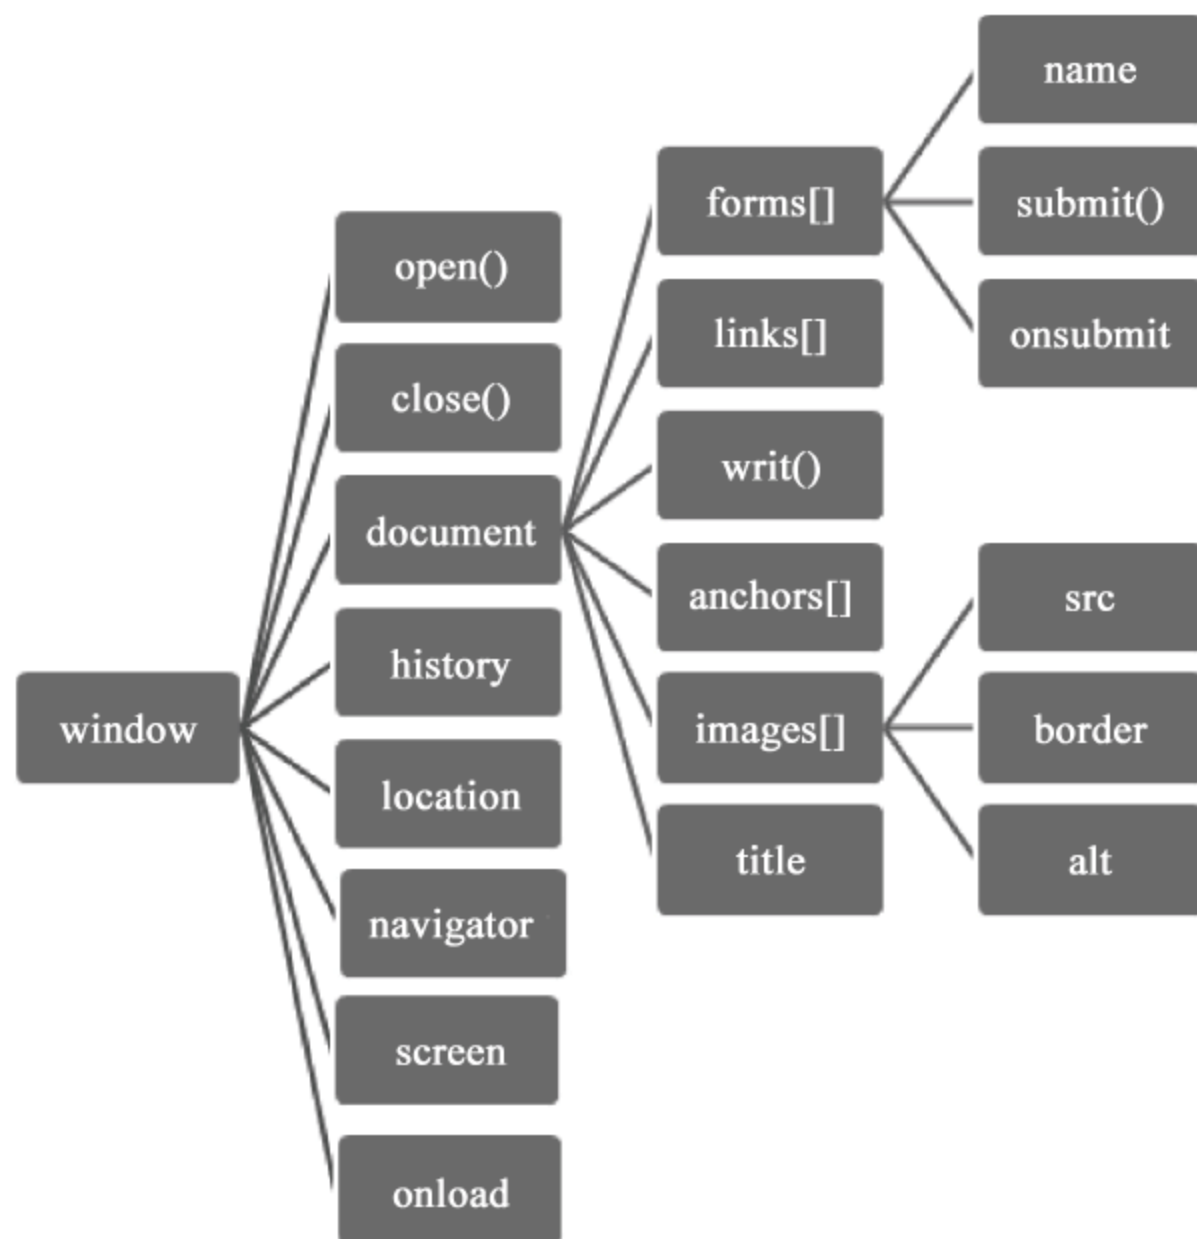 window
open()
close()
document
history
location
navigator
screen
onload
forms[]
links[]
writ()
anchors[]
images[]
title
name
submit()
onsubmit
src
border
alt